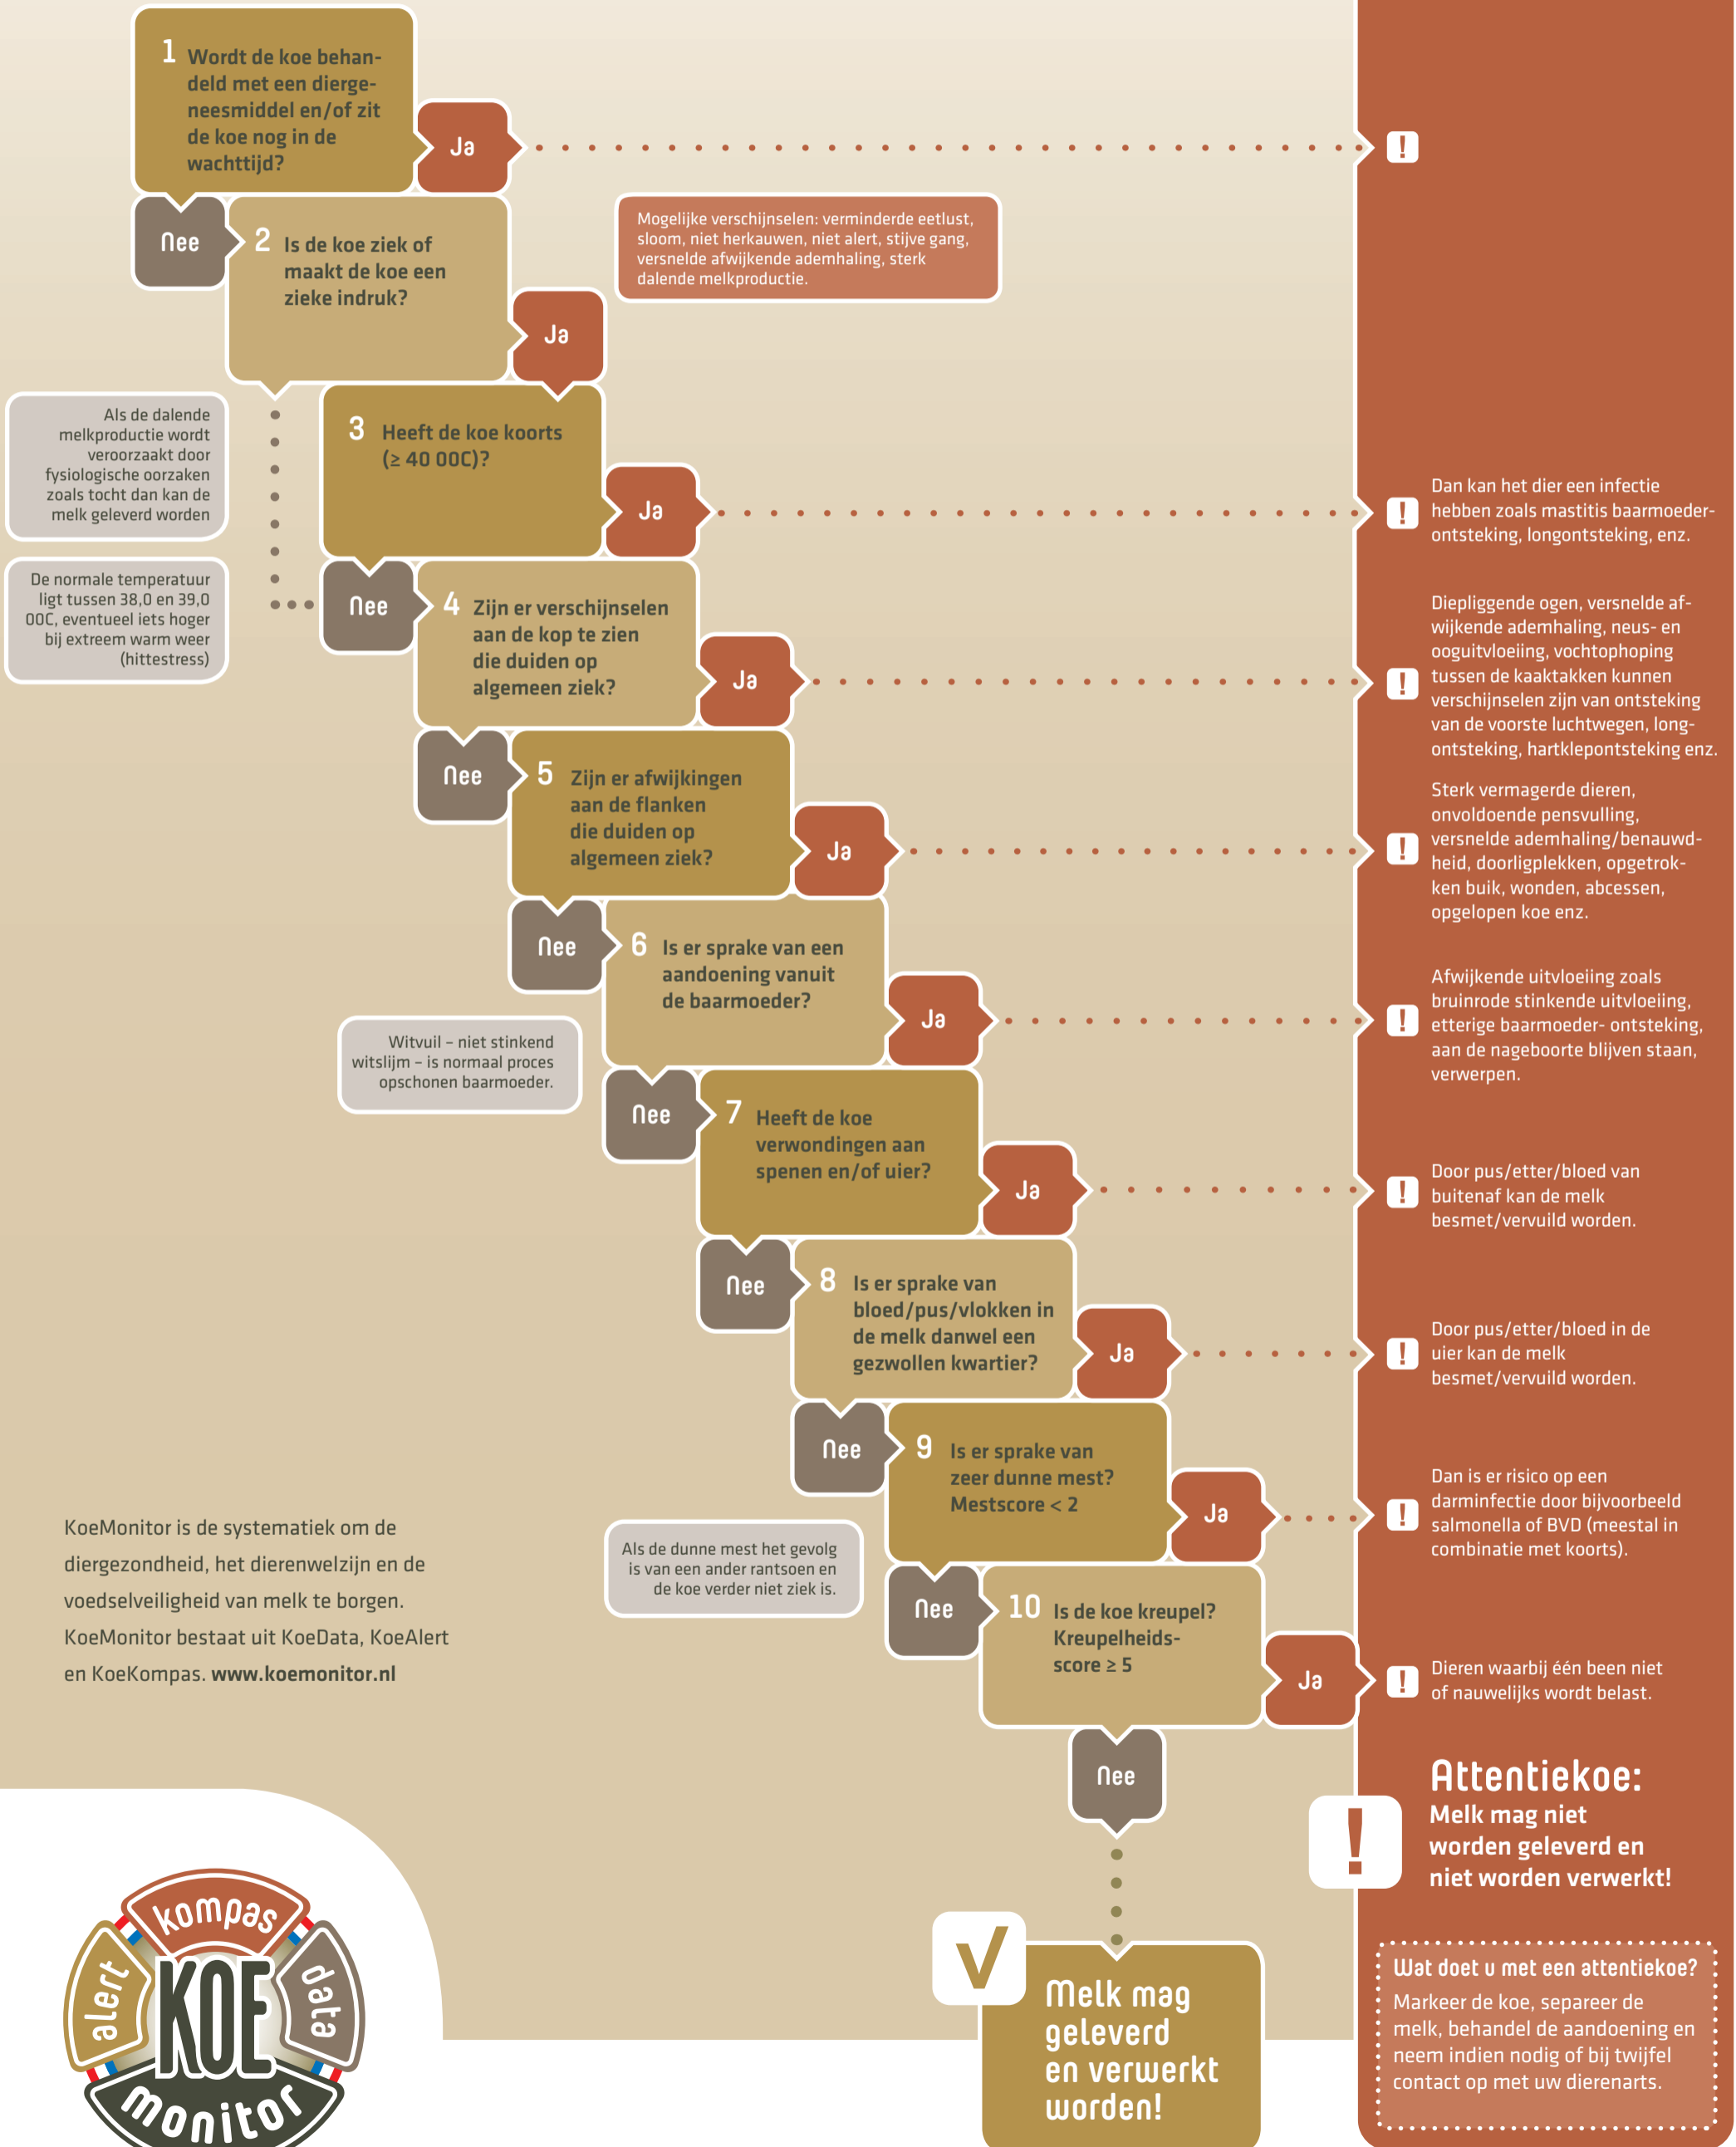 1 Wordt de koe behan-
deld met een dierge-
neesmiddel en/of zit
de koe nog in de
wachttijd?
Ja
!
Nee
2 Is de koe ziek of
maakt de koe een
zieke indruk?
Mogelijke verschijnselen: verminderde eetlust,
sloom, niet herkauwen, niet alert, stijve gang,
versnelde afwijkende ademhaling, sterk
dalende melkproductie.
Ja
Als de dalende
melkproductie wordt
veroorzaakt door
fysiologische oorzaken
zoals tocht dan kan de
melk geleverd worden
3 Heeft de koe koorts
(≥ 40 00C)?
Ja
!
Dan kan het dier een infectie
hebben zoals mastitis baarmoeder-
ontsteking, longontsteking, enz.
De normale temperatuur
ligt tussen 38,0 en 39,0
00C, eventueel iets hoger
bij extreem warm weer
(hittestress)
Nee
4 Zijn er verschijnselen
aan de kop te zien
die duiden op
algemeen ziek?
Ja
!
Diepliggende ogen, versnelde af-
wijkende ademhaling, neus- en
ooguitvloeiing, vochtophoping
tussen de kaaktakken kunnen
verschijnselen zijn van ontsteking
van de voorste luchtwegen, long-
ontsteking, hartklepontsteking enz.
Nee
5 Zijn er afwijkingen
aan de flanken
die duiden op
algemeen ziek?
Ja
!
Sterk vermagerde dieren,
onvoldoende pensvulling,
versnelde ademhaling/benauwd-
heid, doorligplekken, opgetrok-
ken buik, wonden, abcessen,
opgelopen koe enz.
Nee
6 Is er sprake van een
aandoening vanuit
de baarmoeder?
Ja
!
Afwijkende uitvloeiing zoals
bruinrode stinkende uitvloeiing,
etterige baarmoeder- ontsteking,
aan de nageboorte blijven staan,
verwerpen.
Witvuil – niet stinkend
witslijm – is normaal proces
opschonen baarmoeder.
Nee
7 Heeft de koe
verwondingen aan
spenen en/of uier?
Ja
!
Door pus/etter/bloed van
buitenaf kan de melk
besmet/vervuild worden.
Nee
8 Is er sprake van
bloed/pus/vlokken in
de melk danwel een
gezwollen kwartier?
Ja
!
Door pus/etter/bloed in de
uier kan de melk
besmet/vervuild worden.
Nee
9 Is er sprake van
zeer dunne mest?
Mestscore < 2
Ja
!
Dan is er risico op een
darminfectie door bijvoorbeeld
salmonella of BVD (meestal in
combinatie met koorts).
Als de dunne mest het gevolg
is van een ander rantsoen en
de koe verder niet ziek is.
Nee
10 Is de koe kreupel?
Kreupelheids-
score ≥ 5
Ja
!
Dieren waarbij één been niet
of nauwelijks wordt belast.
Nee
KoeMonitor is de systematiek om de
diergezondheid, het dierenwelzijn en de
voedselveiligheid van melk te borgen.
KoeMonitor bestaat uit KoeData, KoeAlert
en KoeKompas. www.koemonitor.nl
!
Attentiekoe:
Melk mag niet
worden geleverd en
niet worden verwerkt!
Melk mag
geleverd
en verwerkt
worden!
Wat doet u met een attentiekoe?
Markeer de koe, separeer de
melk, behandel de aandoening en
neem indien nodig of bij twijfel
contact op met uw dierenarts.
kompas
alert
KOE
data
monitor